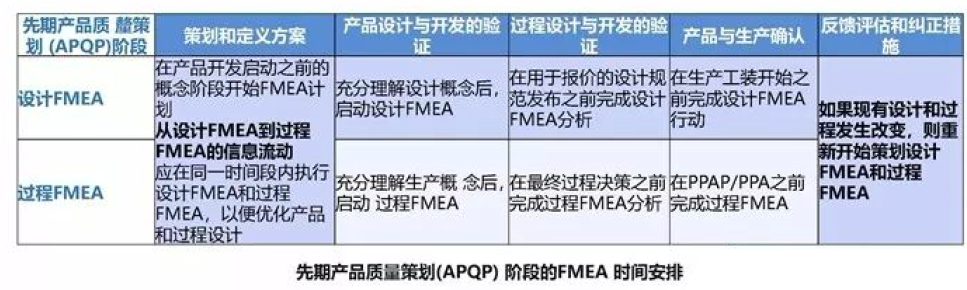 先期产品质 釐策
划 (APQP)阶段
策划和定义方案
产品设计与开发的验
证
过程设计与开发的验
证
产品与生产确认
反馈评估和纠正措
施
设计FMEA
在产品开发启动之前的
概念阶段开始FMEA计
划
从设计FMEA到过程
FMEA的信息流动
应在同一时间段内执行
设计FMEA和过程
FMEA，以便优化产品
和过程设计
充分理解设计概念后，
启动设计FMEA
在用于报价的设计规
范发布之前完成设计
FMEA分析
在生产工装开始之
前完成设计FMEA
行动
如果现有设计和过
程发生改变，则重
新开始策划设计
FMEA和过程
FMEA
过程FMEA
充分理解生产概 念后，
启动 过程FMEA
在最终过程决策之前
完成过程FMEA分析
在PPAP/PPA之前
完成过程FMEA
先期产品质量策划(APQP) 阶段的FMEA 时间安排